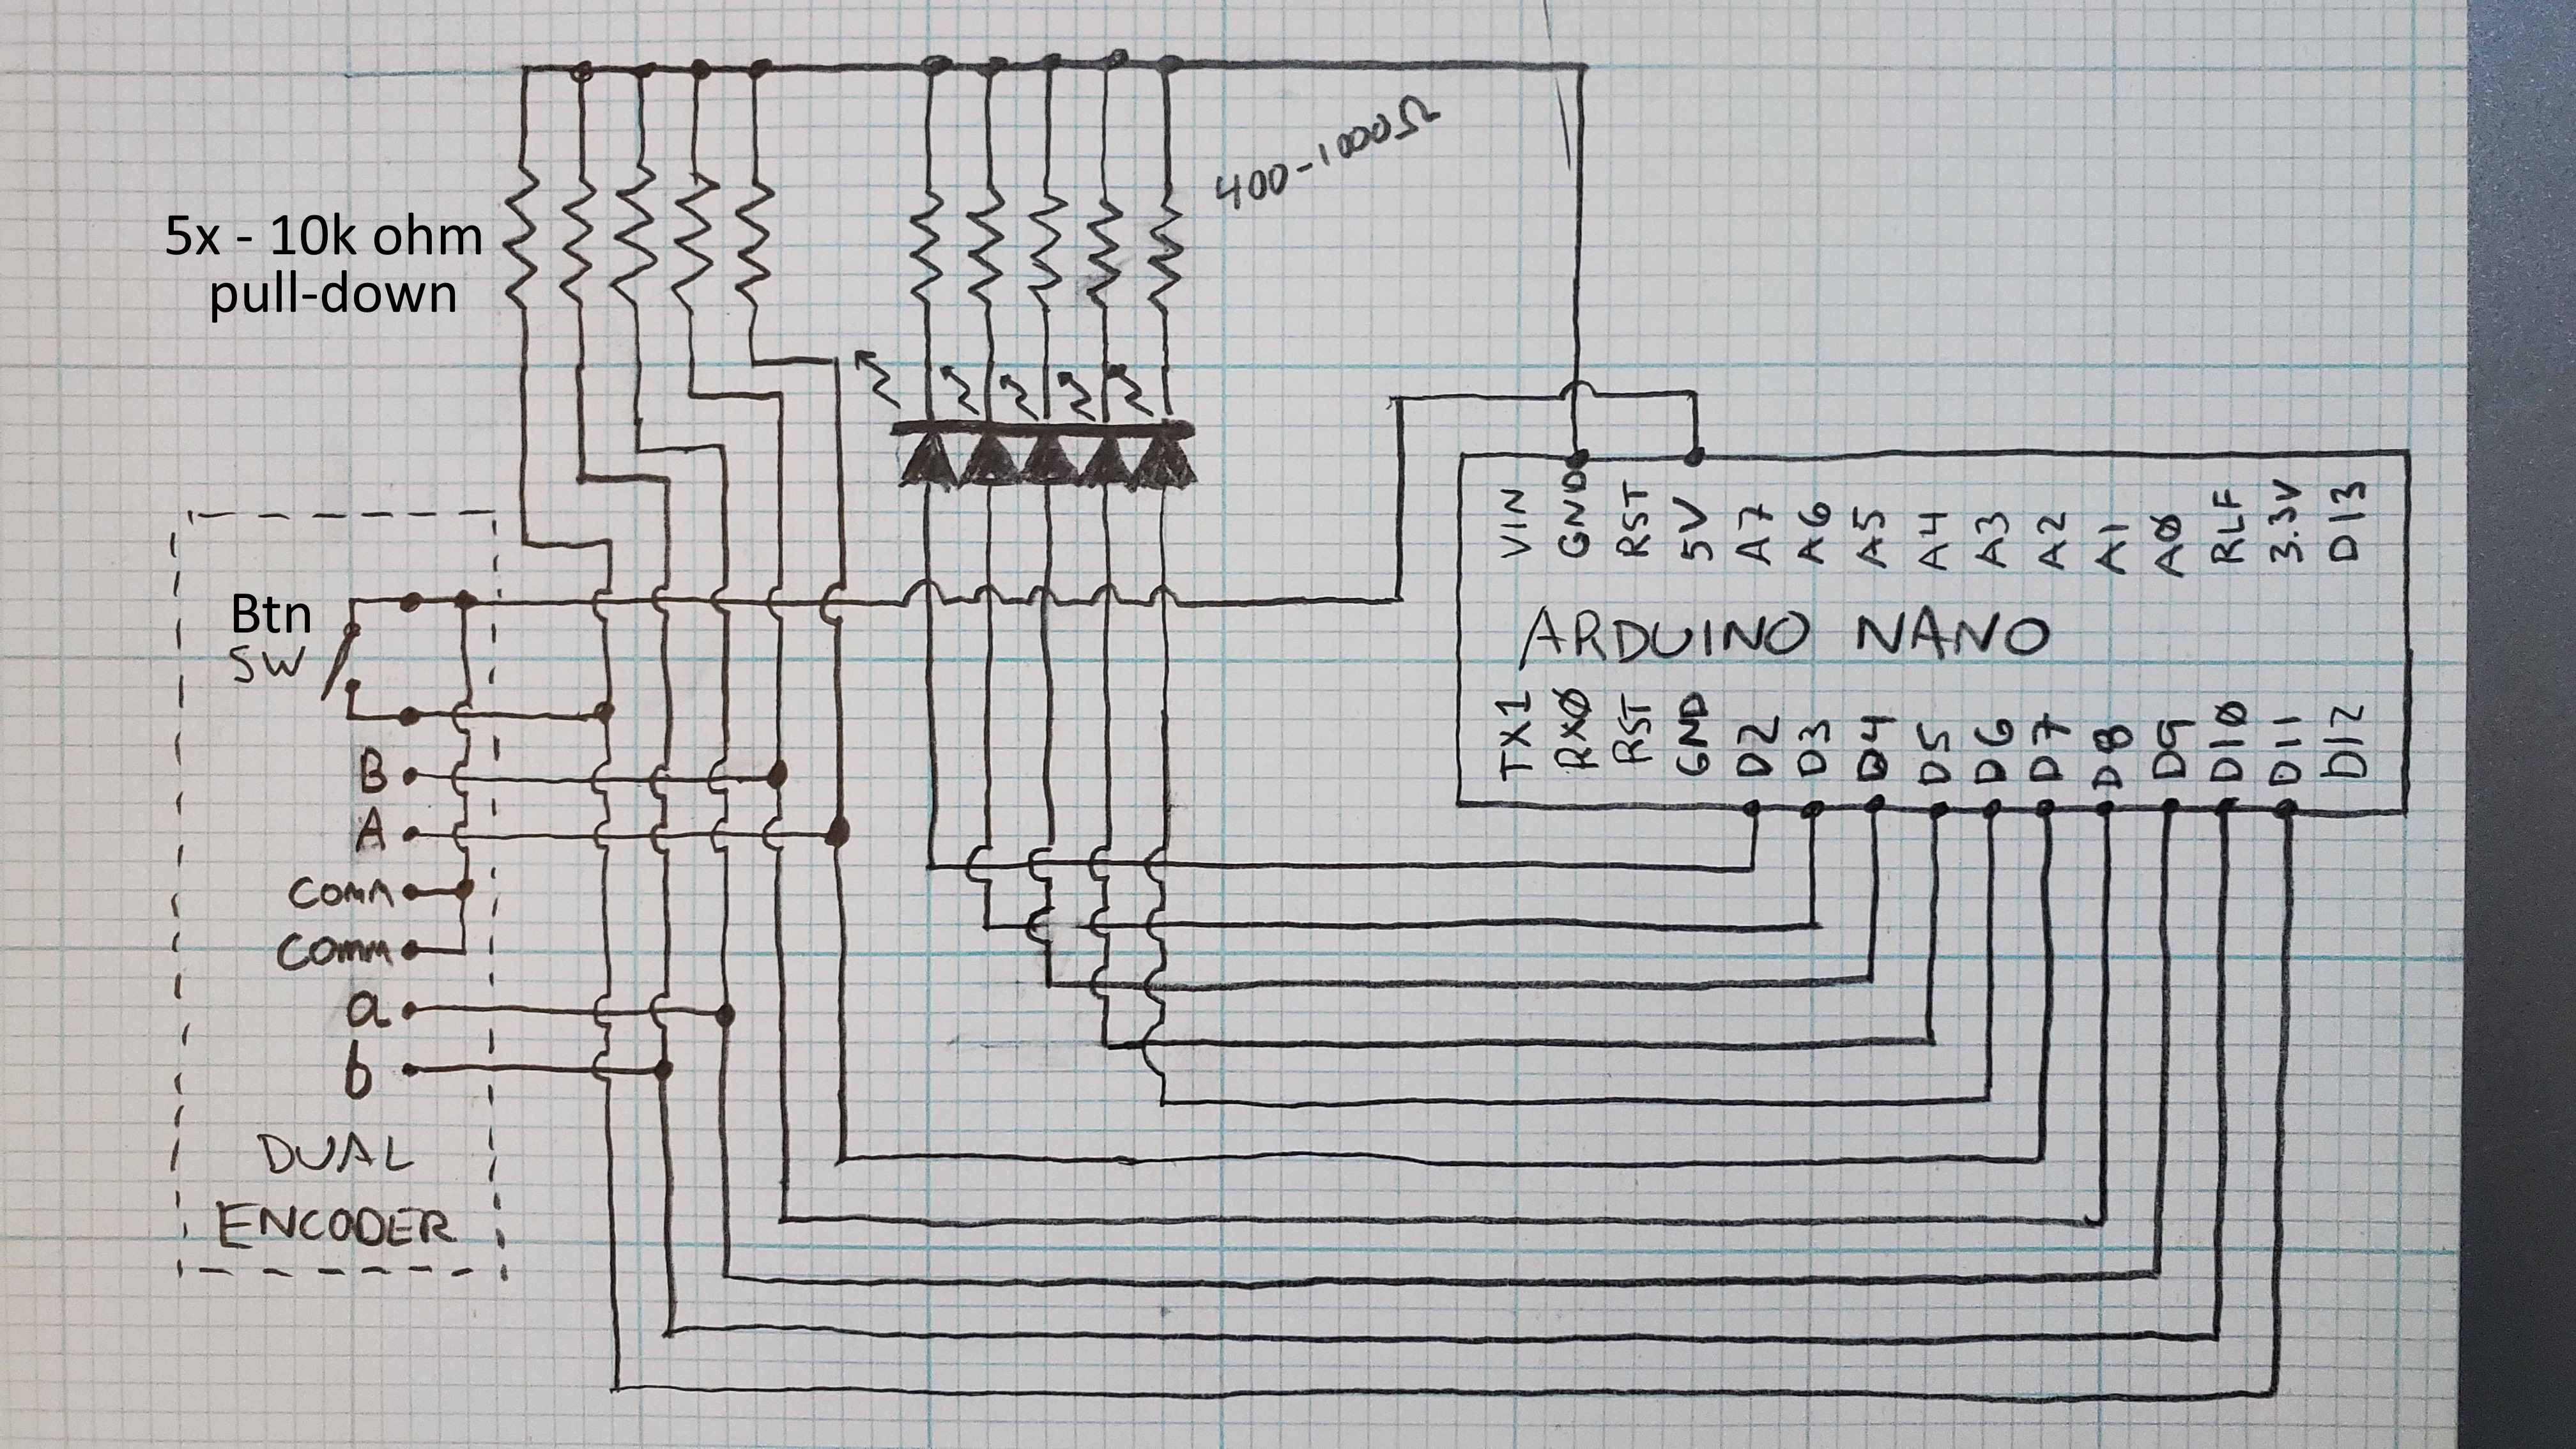 400-1000Ω
5x - 10k ohm
pull-down
VIN
GND
RST
5V
A7
A6
A5
A4
A3
A2
A1
AØ
RLF
3.3V
D13
ARDUINO NANO
TX1
RXØ
RST
GND
D2
D3
D4
D5
D6
D7
D8
D9
D1Ø
D11
D12
Btn
SW
B
A
Comm
Comm
a
b
DUAL
ENCODER